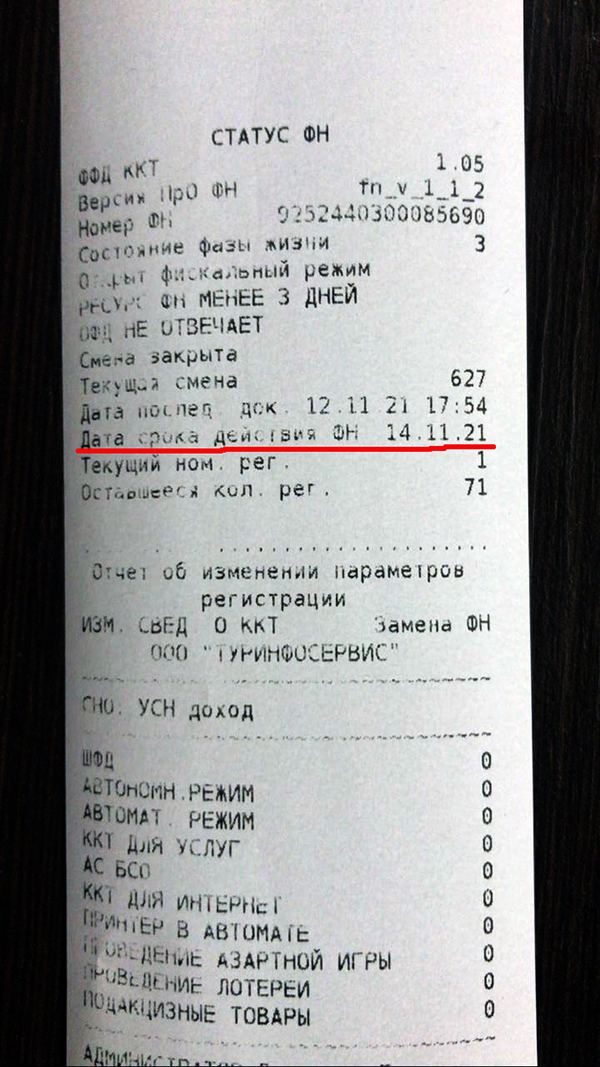 СТАТУС ФН
ФФД ККТ 1.05
Версия ПрО ФН fn_v_1_1_2
Номер ФН 9252440300085690
Состояние фазы жизни 3
Открыт фискальный режим
РЕСУРС ФН МЕНЕЕ 3 ДНЕЙ
ОФД НЕ ОТВЕЧАЕТ
Смена закрыта
Текущая смена 627
Дата послед. док. 12.11.21 17:54
Дата срока действия ФН 14.11.21
Текущий ном. рег. 1
Оставшееся кол. рег. 71
Отчет об изменении параметров
регистрации
ИЗМ. СВЕД. О ККТ Замена ФН
ООО "ТУРИНФОСЕРВИС"
СНО: УСН доход
ШФД 0
АВТОНОМН.РЕЖИМ 0
АВТОМАТ. РЕЖИМ 0
ККТ ДЛЯ УСЛУГ 0
АС БСО 0
ККТ ДЛЯ ИНТЕРНЕТ 0
ПРИНТЕР В АВТОМАТЕ 0
ПРОВЕДЕНИЕ АЗАРТНОЙ ИГРЫ 0
ПРОВЕДЕНИЕ ЛОТЕРЕИ 0
ПОДАКЦИЗНЫЕ ТОВАРЫ 0
АДМИНИСТРАТОР